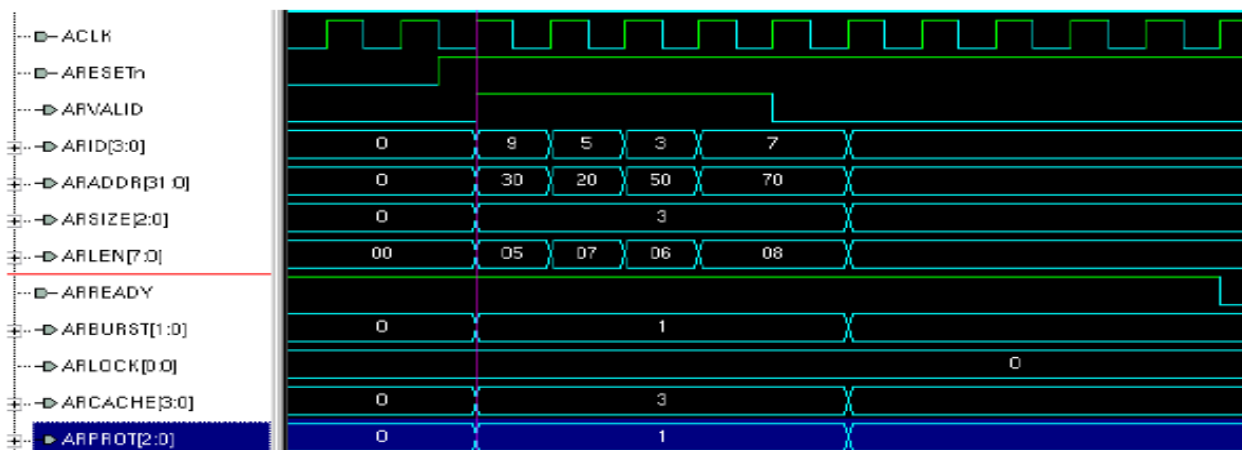 ACLK
ARESETn
ARVALID
ARID[3:0] 0 9 5 3 7
ARADDR[31:0] 0 30 20 50 70
ARSIZE[2:0] 0 3
ARLEN[7:0] 00 05 07 06 08
ARREADY
ARBURST[1:0] 0 1
ARLOCK[0:0] 0
ARCACHE[3:0] 0 3
ARPROT[2:0] 0 1